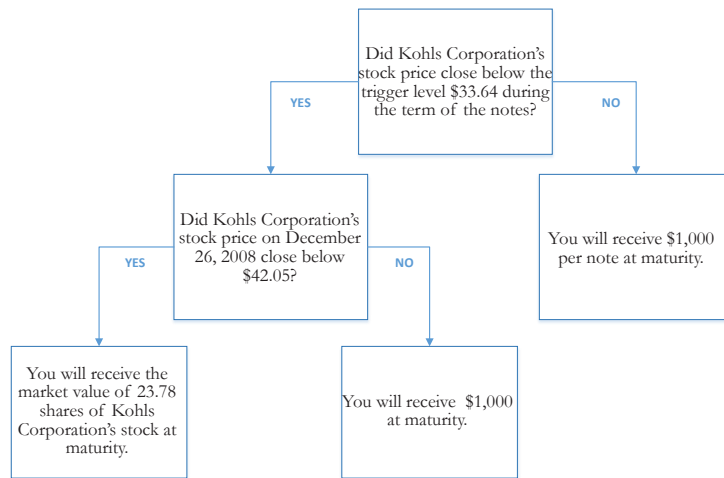 Did Kohls Corporation's
stock price close below the
trigger level $33.64 during
the term of the notes?
YES
NO
Did Kohls Corporation's
stock price on December
26, 2008 close below
$42.05?
You will receive $1,000
per note at maturity.
YES
NO
You will receive the
market value of 23.78
shares of Kohls
Corporation's stock at
maturity.
You will receive $1,000
at maturity.